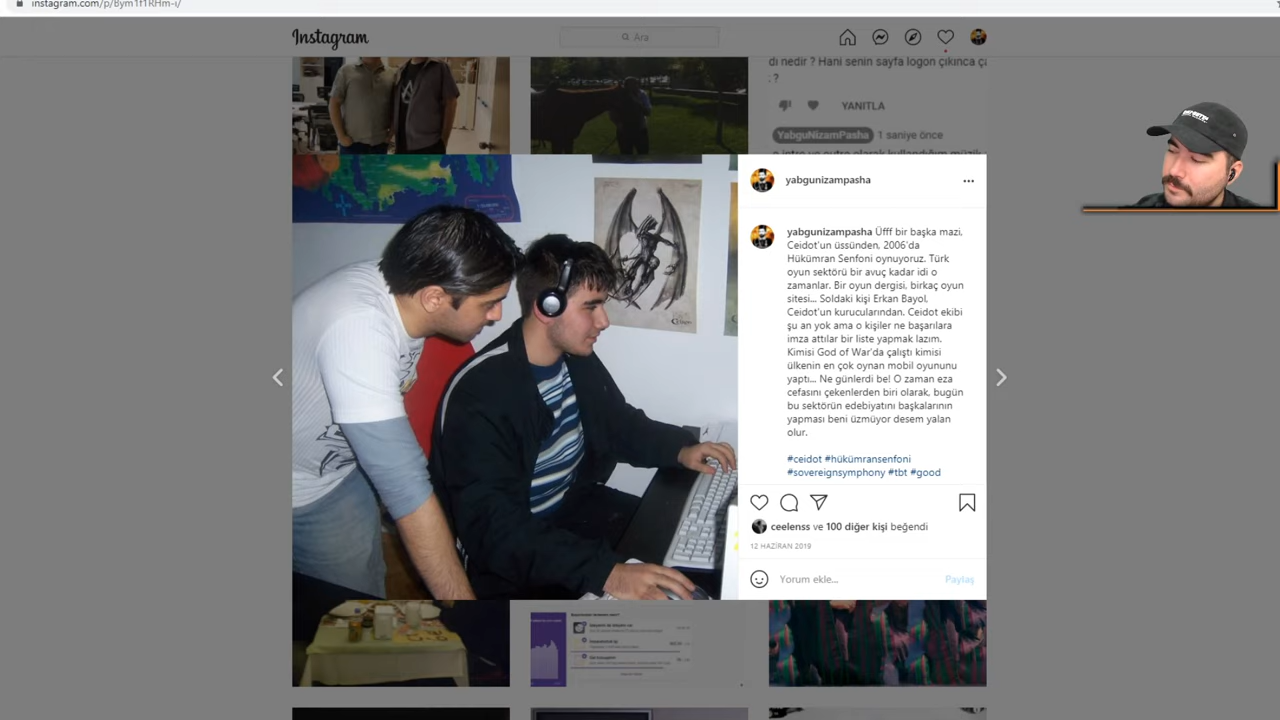 instagram.com/p/Bym1f1RHm-i/
Instagram
Ara
di nedir ? Hani senin sayfa logon çıkınca ça
?
YANITLA
YabguNizamPasha 1 saniye önce
yabgunizampasha
yabgunizampasha Üfff bir başka mazi,
Ceidot'un üssünden, 2006'da
Hükümran Senfoni oynuyoruz. Türk
oyun sektörü bir avuç kadar idi o
zamanlar. Bir oyun dergisi, birkaç oyun
sitesi... Soldaki kişi Erkan Bayol,
Ceidot'un kurucularından. Ceidot ekibi
şu an yok ama o kişiler ne başarılara
imza attılar bir liste yapmak lazım.
Kimisi God of War'da çalıştı kimisi
ülkenin en çok oynan mobil oyununu
yaptı... Ne günlerdi be! O zaman eza
cefasını çekenlerden biri olarak, bugün
bu sektörün edebiyatını başkalarının
yapması beni üzmüyor desem yalan
olur.
#ceidot #hükümransenfoni
#sovereignsymphony #tbt #good
ceelenss ve 100 diğer kişi beğendi
12 HAZİRAN 2019
Yorum ekle...
Paylaş